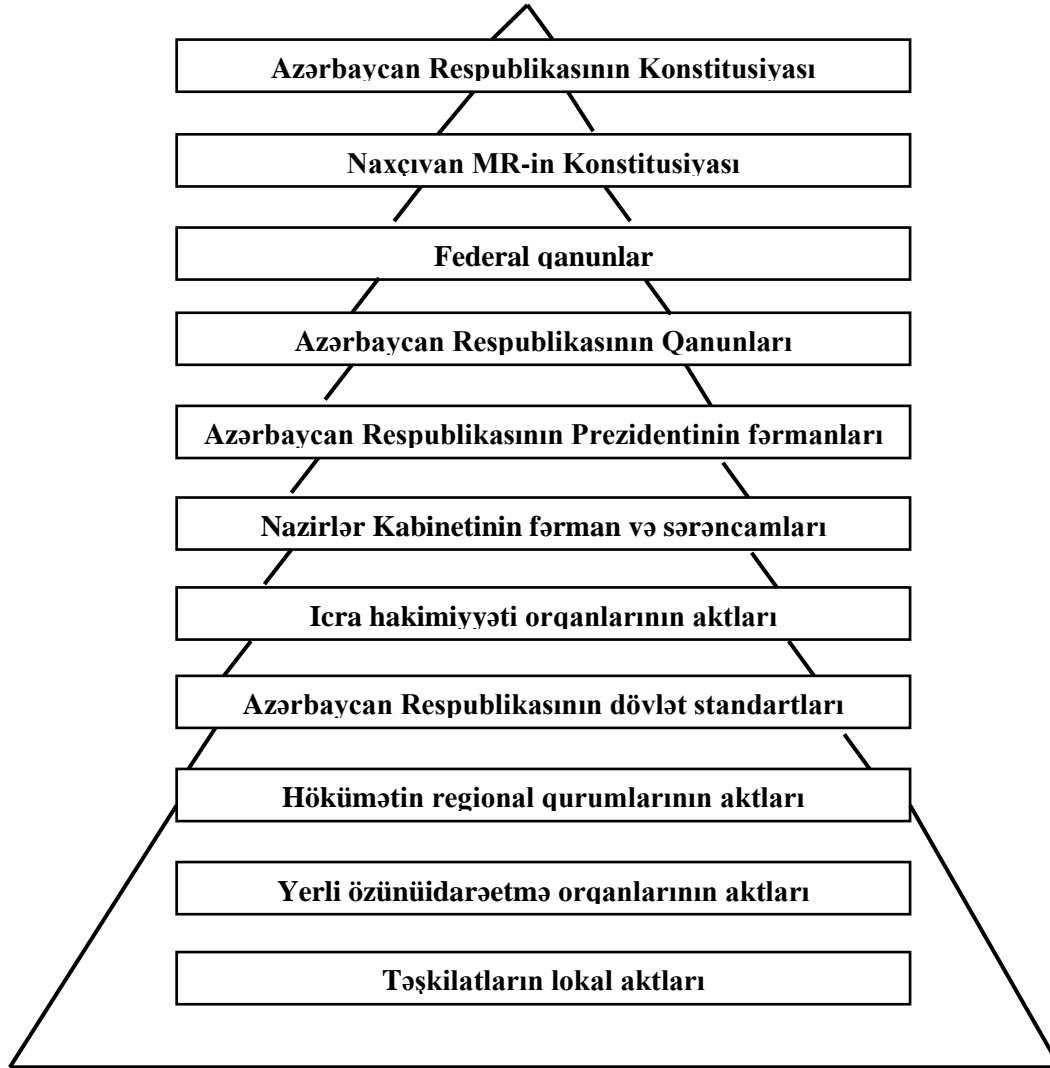 Azərbaycan Respublikasının Konstitusiyası
Naxçıvan MR-in Konstitusiyası
Federal qanunlar
Azərbaycan Respublikasının Qanunları
Azərbaycan Respublikasının Prezidentinin fərmanları
Nazirlər Kabinetinin fərman və sərəncamları
Icra hakimiyyəti orqanlarının aktları
Azərbaycan Respublikasının dövlət standartları
Hökümətin regional qurumlarının aktları
Yerli özünüidarəetmə orqanlarının aktları
Təşkilatların lokal aktları